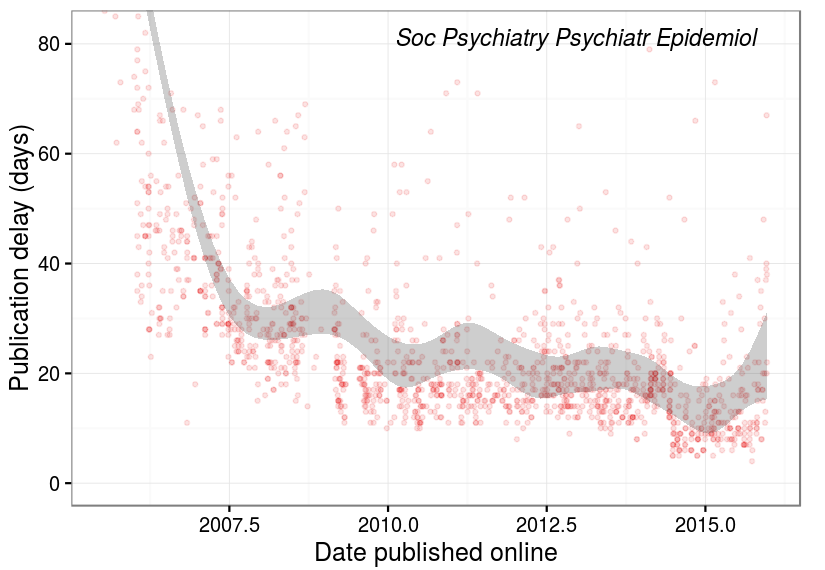 Soc Psychiatry Psychiatr Epidemiol
Publication delay (days)
80
60
40
20
0
2007.5 2010.0 2012.5 2015.0
Date published online